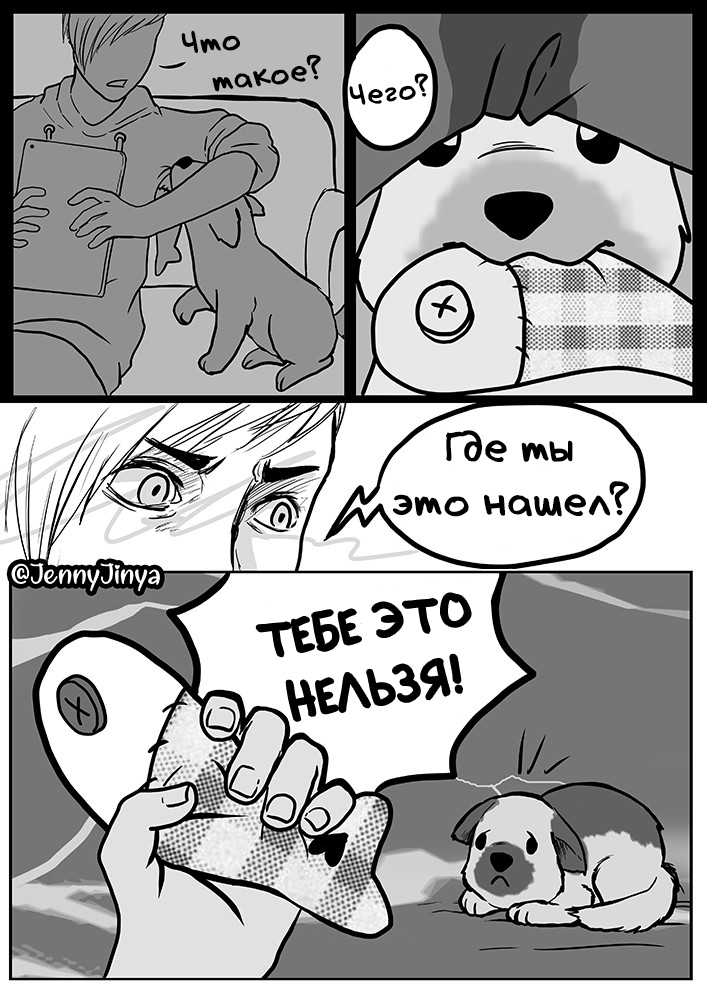 Что
такое?
Чего?
Где ты
это нашел?
@JennyJinya
ТЕБЕ ЭТО
НЕЛЬЗЯ!